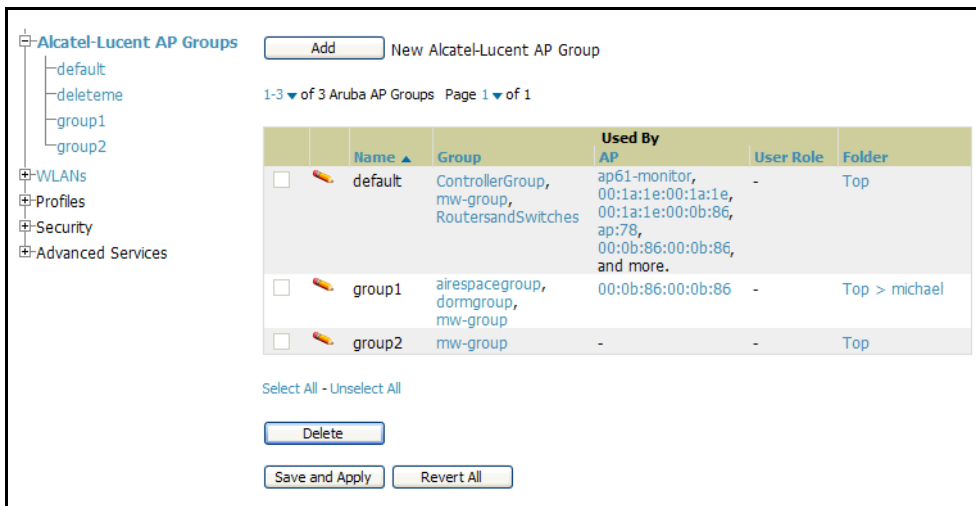 Alcatel-Lucent AP Groups
default
deleteme
group1
group2
WLANs
Profiles
Security
Advanced Services
Add New Alcatel-Lucent AP Group
1-3 of 3 Aruba AP Groups Page 1 of 1
Used By
Name Group AP User Role Folder
default ControllerGroup, ap61-monitor, - Top
mw-group, 00:1a:1e:00:1a:1e,
RoutersandSwitches 00:1a:1e:00:0b:86,
ap:78,
00:0b:86:00:0b:86,
and more.
group1 airespacegroup, 00:0b:86:00:0b:86 - Top > michael
dormgroup,
mw-group
group2 mw-group - - Top
Select All - Unselect All
Delete
Save and Apply Revert All